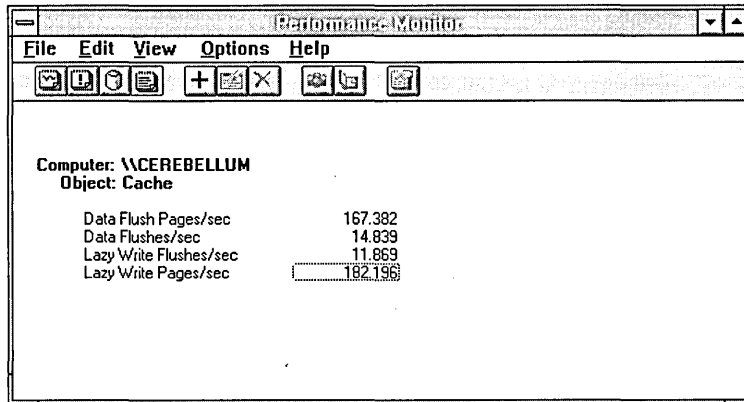 Performance Monitor
File Edit View Options Help
Computer: \\CEREBELLUM
Object: Cache
Data Flush Pages/sec 167.382
Data Flushes/sec 14.839
Lazy Write Flushes/sec 11.869
Lazy Write Pages/sec 182.196